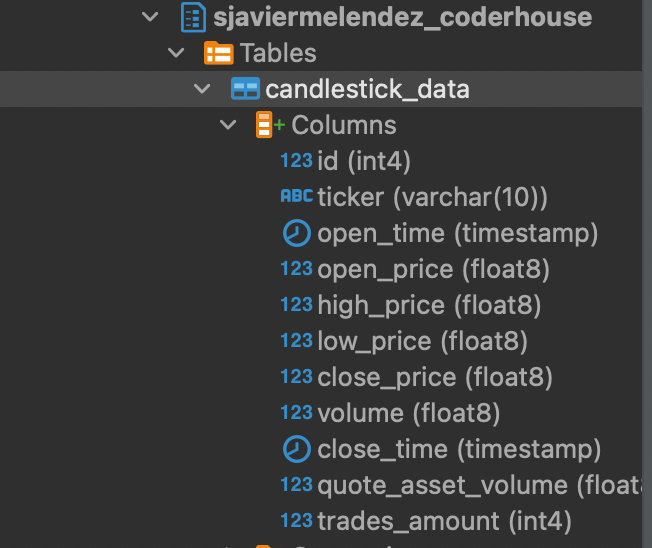 sjaviermelendez_coderhouse
Tables
candlestick_data
Columns
123 id (int4)
ABC ticker (varchar(10))
open_time (timestamp)
123 open_price (float8)
123 high_price (float8)
123 low_price (float8)
123 close_price (float8)
123 volume (float8)
close_time (timestamp)
123 quote_asset_volume (float
123 trades_amount (int4)